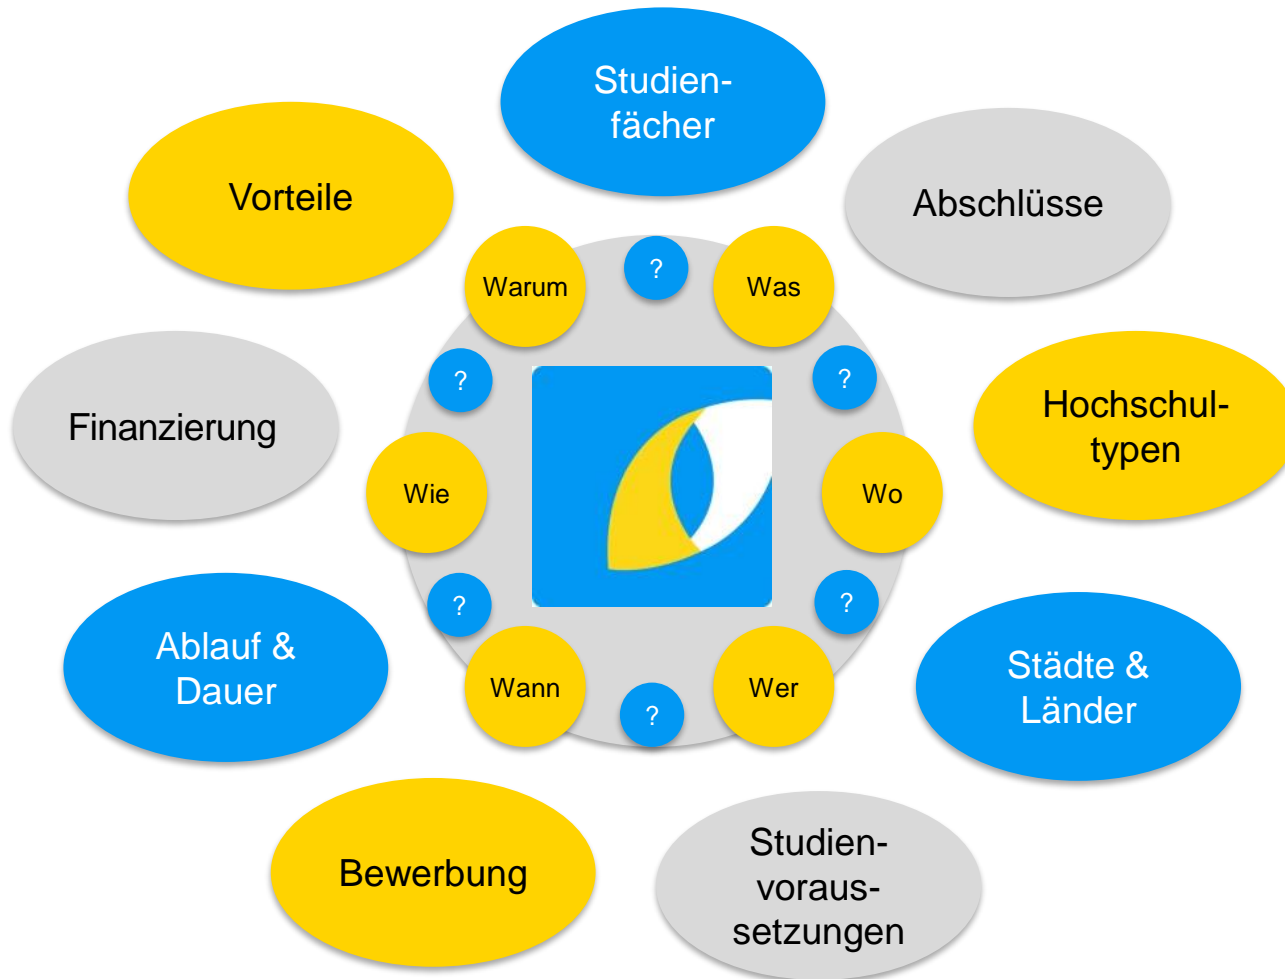 Studien-
fächer
Vorteile
Abschlüsse
Warum
?
Was
?
?
Finanzierung
Hochschul-
typen
Wie
Wo
?
?
Ablauf &
Dauer
Städte &
Länder
Wann
?
Wer
Bewerbung
Studien-
voraus-
setzungen